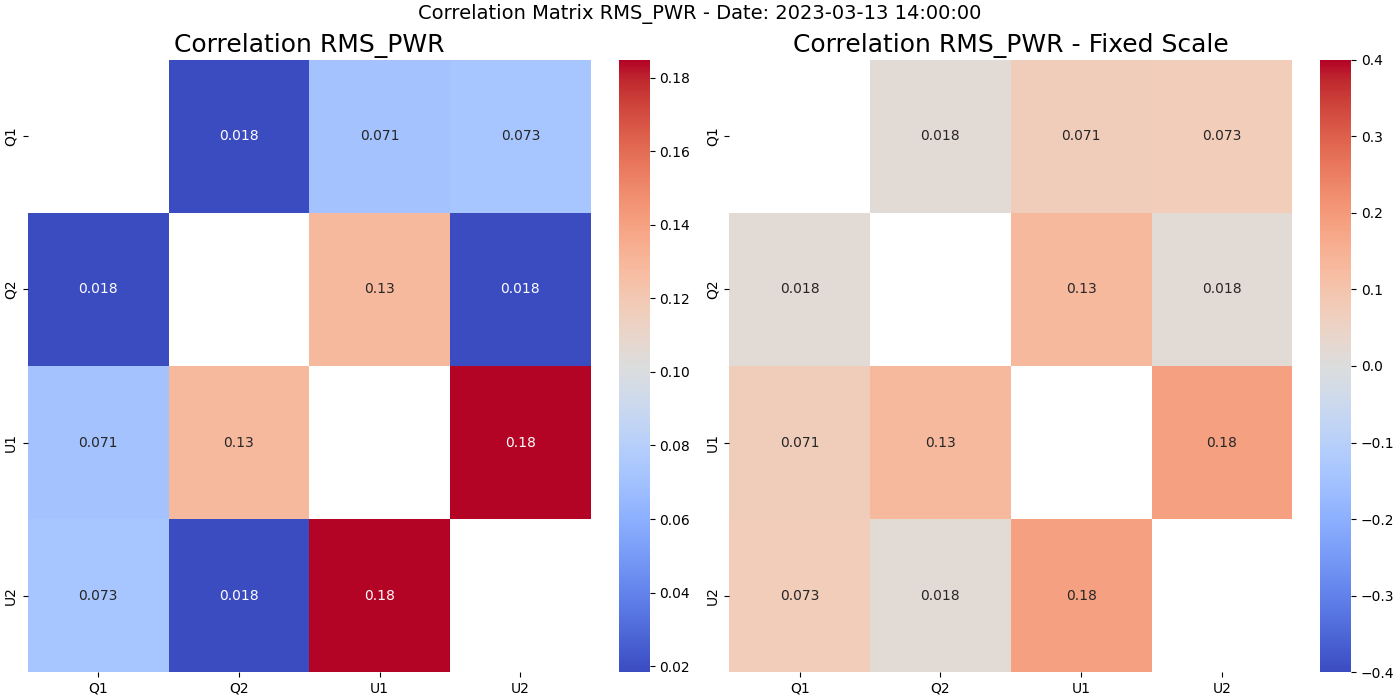 Correlation Matrix RMS_PWR - Date: 2023-03-13 14:00:00
Correlation RMS_PWR
Q1
0.018
0.071
0.073
Q2
0.018
0.13
0.018
U1
0.071
0.13
0.18
U2
0.073
0.018
0.18
Q1
Q2
U1
U2
0.18
0.16
0.14
0.12
0.10
0.08
0.06
0.04
0.02
Correlation RMS_PWR - Fixed Scale
Q1
0.018
0.071
0.073
Q2
0.018
0.13
0.018
U1
0.071
0.13
0.18
U2
0.073
0.018
0.18
Q1
Q2
U1
U2
0.4
0.3
0.2
0.1
0.0
−0.1
−0.2
−0.3
−0.4